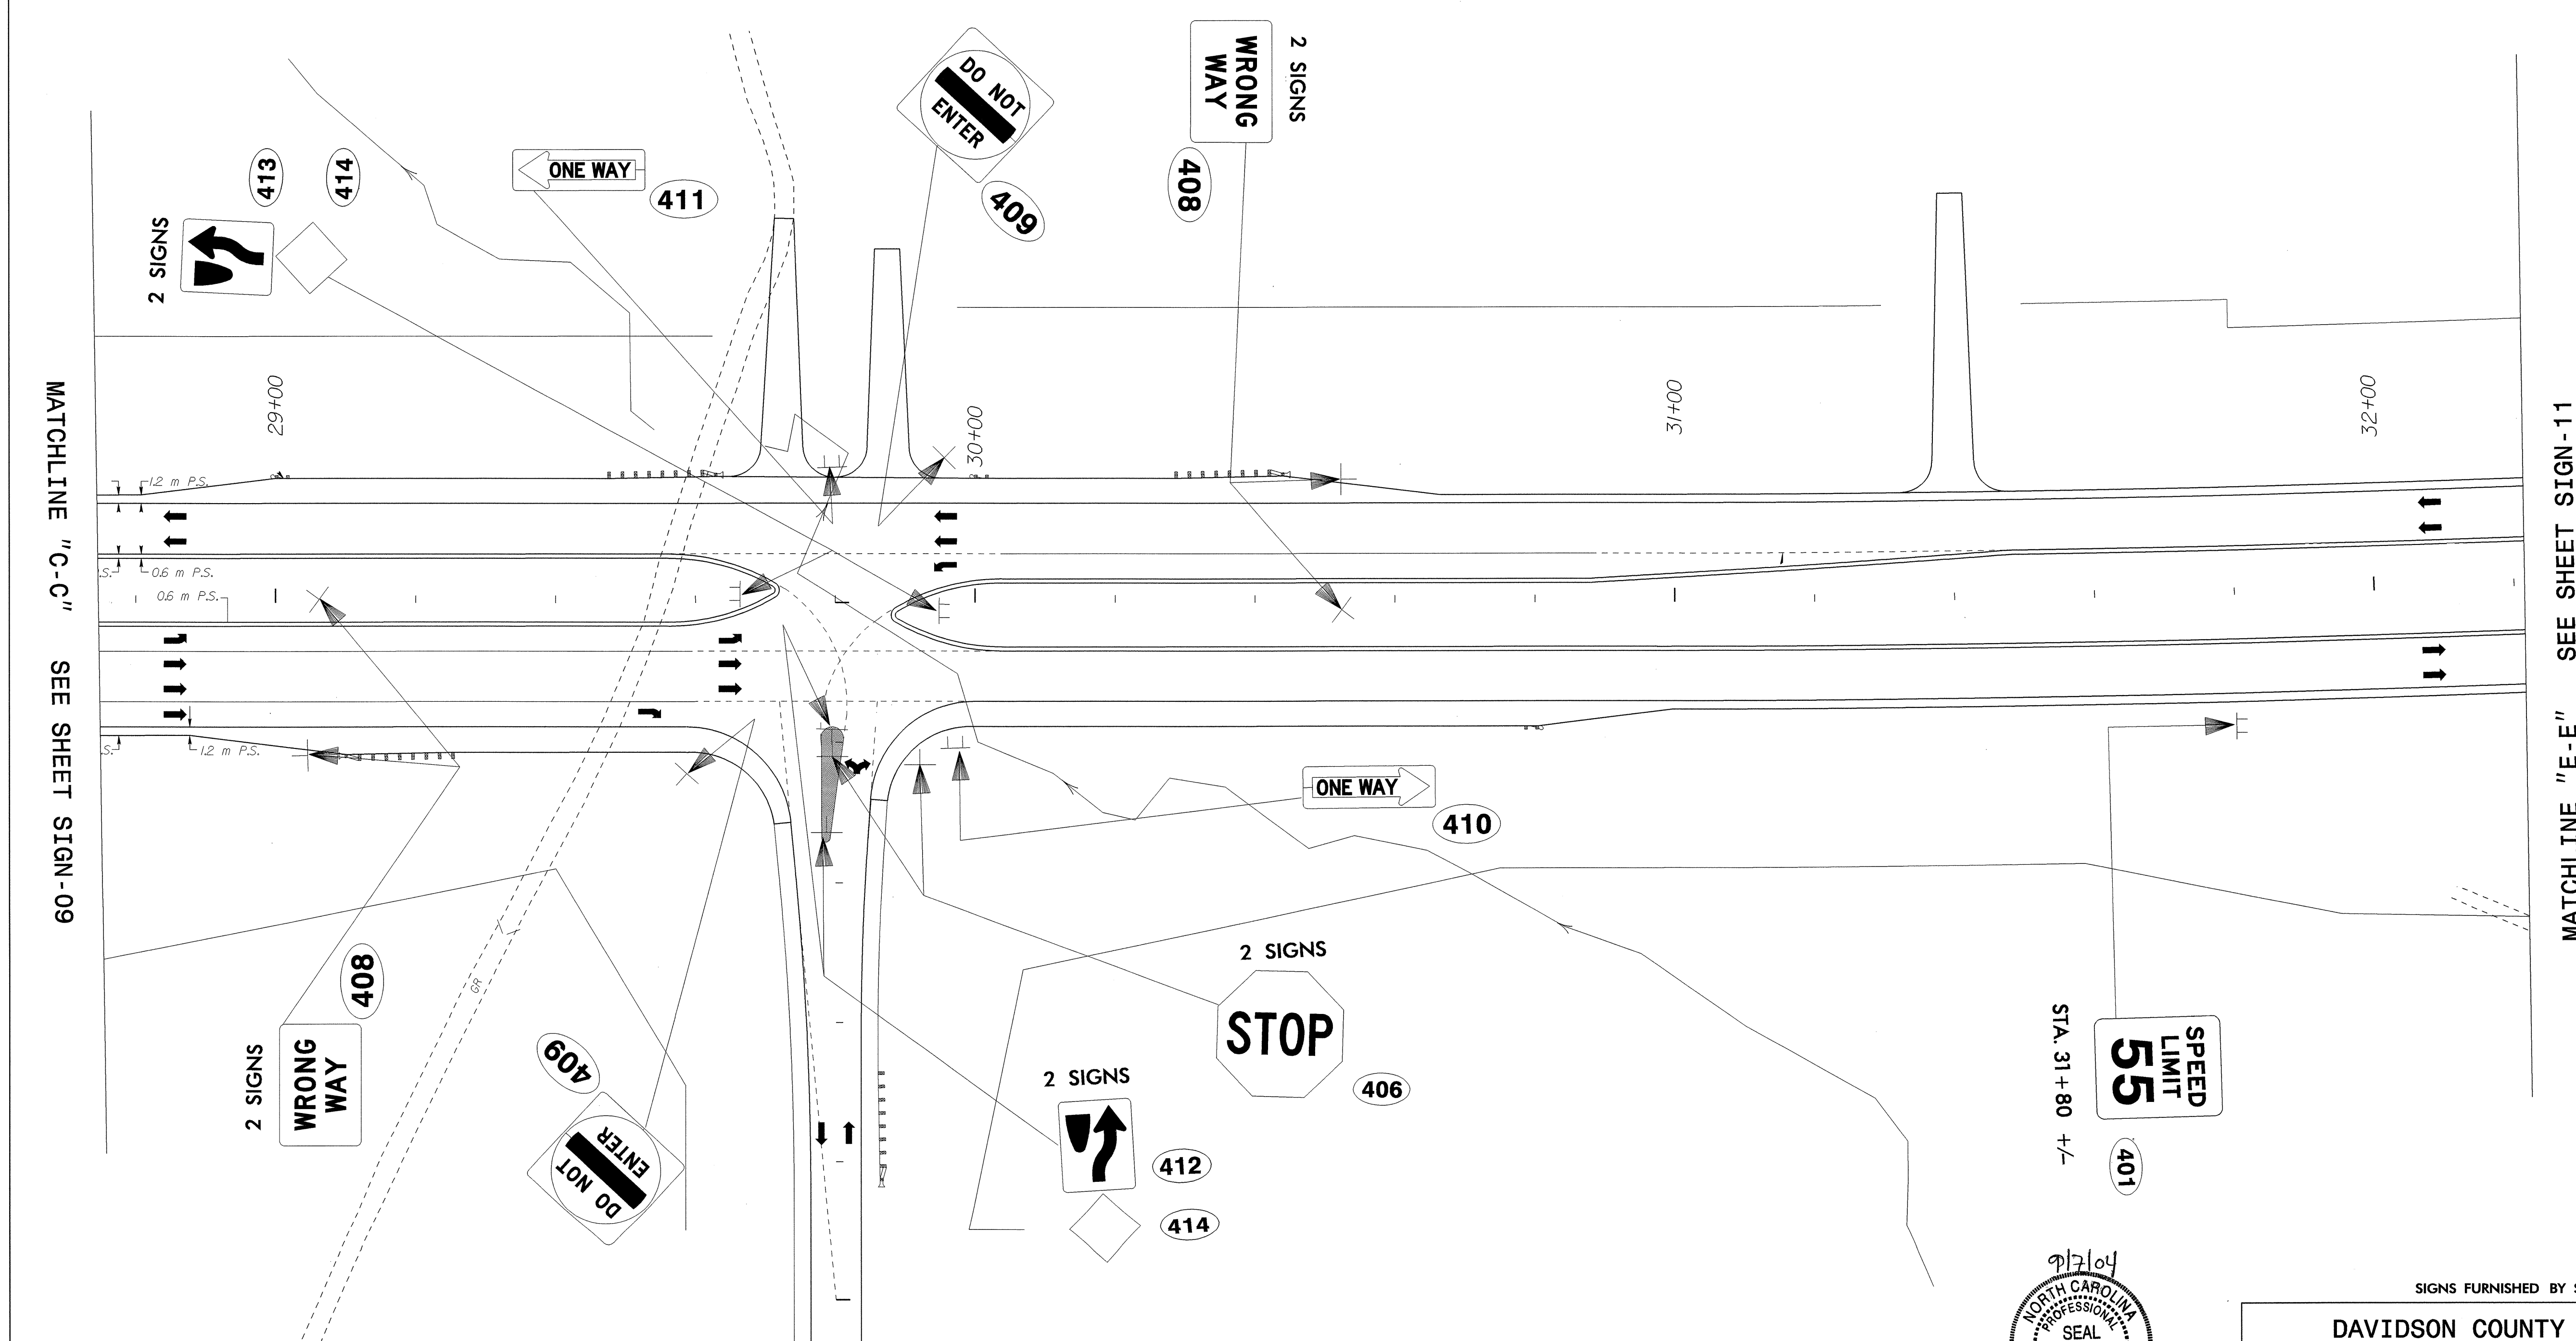 2 SIGNS
WRONG
WAY
408
DO NOT
ENTER
409
ONE WAY
411
413
414
2 SIGNS
29+00
30+00
31+00
32+00
MATCHLINE "C-C" SEE SHEET SIGN-09
MATCHLINE "E-E" SEE SHEET SIGN-11
1.2 m P.S.
0.6 m P.S.
0.6 m P.S.
1.2 m P.S.
ONE WAY
410
GR
408
2 SIGNS
WRONG
WAY
409
DO NOT
ENTER
2 SIGNS
STOP
406
2 SIGNS
412
414
SPEED
LIMIT
55
STA. 31+80 +/-
401
9/7/04
NORTH CAROLINA
PROFESSIONAL
SEAL
SIGNS FURNISHED BY
DAVIDSON COUNTY